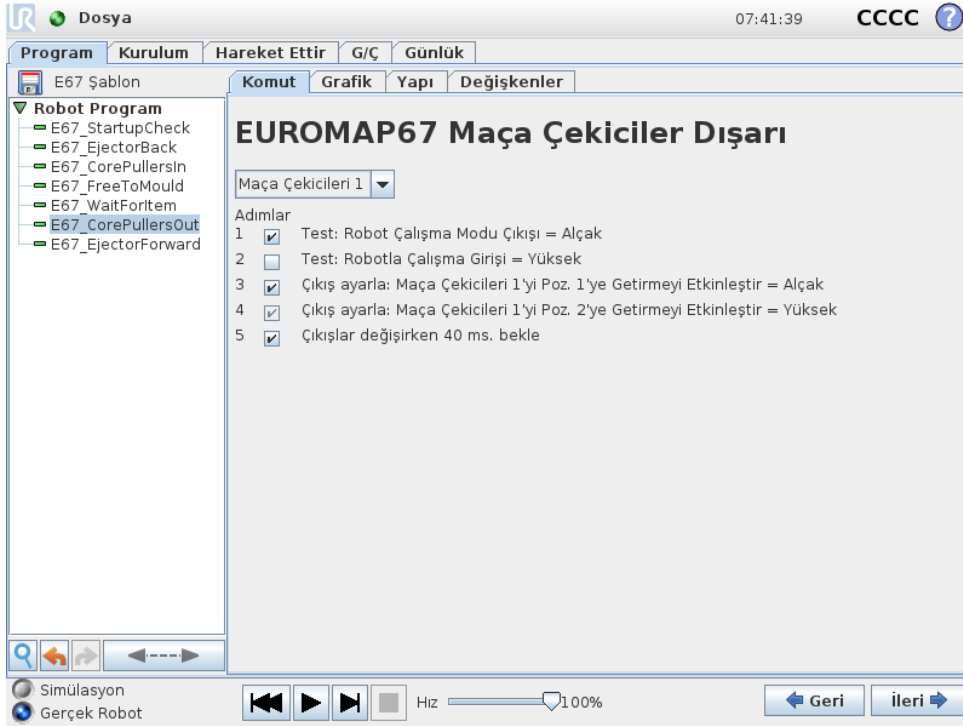 Dosya 07:41:39 CCCC ?
Program Kurulum Hareket Ettir G/Ç Günlük
E67 Şablon
Komut Grafik Yapı Değişkenler
Robot Program
E67_StartupCheck
E67_EjectorBack
E67_CorePullersIn
E67_FreeToMould
E67_WaitForItem
E67_CorePullersOut
E67_EjectorForward
EUROMAP67 Maça Çekiciler Dışarı
Maça Çekicileri 1
Adımlar
1 Test: Robot Çalışma Modu Çıkışı = Alçak
2 Test: Robotla Çalışma Girişi = Yüksek
3 Çıkış ayarla: Maça Çekicileri 1'yi Poz. 1'ye Getirmeyi Etkinleştir = Alçak
4 Çıkış ayarla: Maça Çekicileri 1'yi Poz. 2'ye Getirmeyi Etkinleştir = Yüksek
5 Çıkışlar değişirken 40 ms. bekle
Simülasyon
Gerçek Robot
Hız 100%
Geri İleri